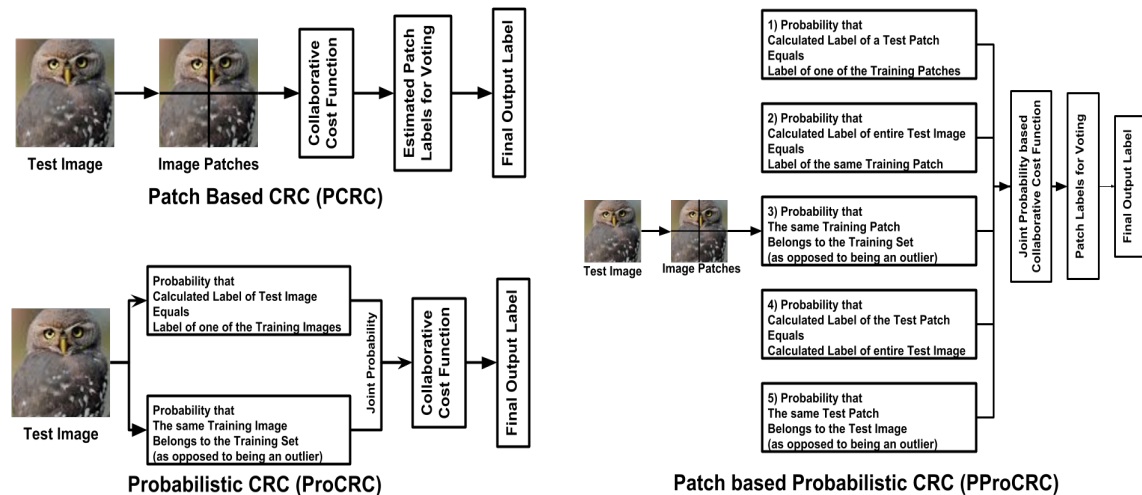 Test Image
Image Patches
Collaborative
Cost Function
Estimated Patch
Labels for Voting
Final Output Label
Patch Based CRC (PCRC)
Test Image
Probability that
Calculated Label of Test Image
Equals
Label of one of the Training Images
Probability that
The same Training Image
Belongs to the Training Set
(as opposed to being an outlier)
Joint Probability
Collaborative
Cost Function
Final Output Label
Probabilistic CRC (ProCRC)
Test Image
Image Patches
1) Probability that
Calculated Label of a Test Patch
Equals
Label of one of the Training Patches
2) Probability that
Calculated Label of entire Test Image
Equals
Label of the same Training Patch
3) Probability that
The same Training Patch
Belongs to the Training Set
(as opposed to being an outlier)
4) Probability that
Calculated Label of the Test Patch
Equals
Calculated Label of entire Test Image
5) Probability that
The same Test Patch
Belongs to the Test Image
(as opposed to being an outlier)
Joint Probability based
Collaborative Cost Function
Patch Labels for Voting
Final Output Label
Patch based Probabilistic CRC (PProCRC)